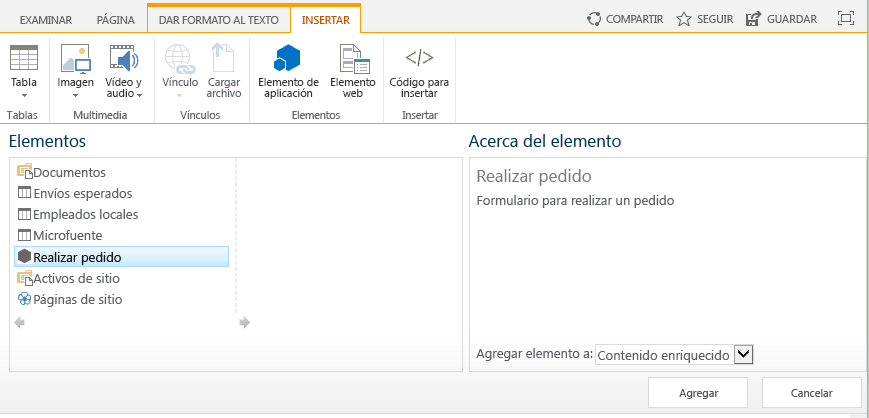 EXAMINAR PÁGINA DAR FORMATO AL TEXTO INSERTAR COMPARTIR SEGUIR GUARDAR
Tabla Imagen Vídeo y audio Vínculo Cargar archivo Elemento de aplicación Elemento web Código para insertar
Tablas Multimedia Vínculos Elementos Insertar
Elementos
Documentos
Envíos esperados
Empleados locales
Microfuente
Realizar pedido
Activos de sitio
Páginas de sitio
Acerca del elemento
Realizar pedido
Formulario para realizar un pedido
Agregar elemento a: Contenido enriquecido
Agregar Cancelar